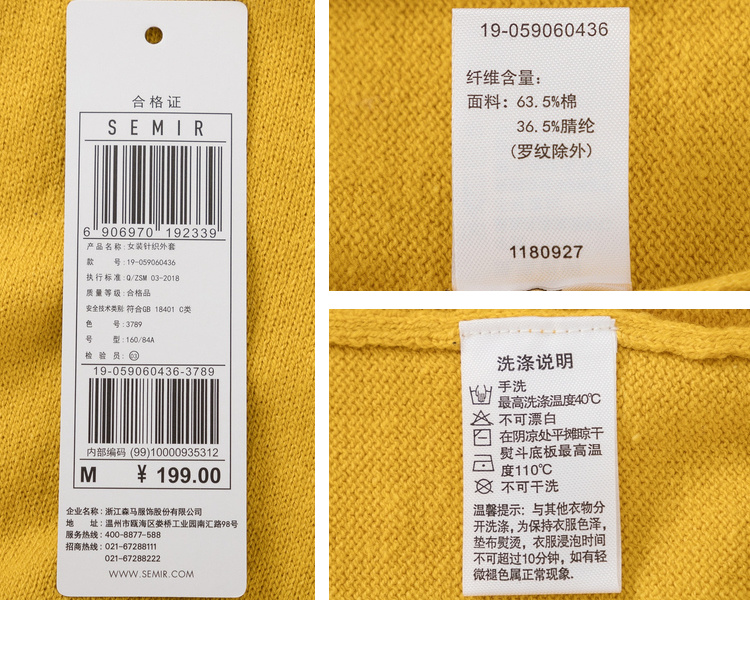 合格证
SEMIR
6 906970 192339
产品名称:女装针织外套
款 号:19-059060436
执行标准:Q/ZSM 03-2018
质量等级:合格品
安全技术类别 符合GB 18401 C类
色 号:3789
号 型:160/84A
检 验 员:03
19-059060436-3789
内部编码 (99)10000935312
M ¥ 199.00
企业名称:浙江森马服饰股份有限公司
地 址:温州市瓯海区娄桥工业园南汇路98号
服务热线:400-8877-588
招商热线:021-67288111
021-67288222
WWW.SEMIR.COM
19-059060436
纤维含量:
面料:63.5%棉
36.5%腈纶
(罗纹除外)
1180927
洗涤说明
手洗
最高洗涤温度40℃
不可漂白
在阴凉处平摊晾干
熨斗底板最高温
度110℃
不可干洗
温馨提示:与其他衣物分
开洗涤,为保持衣服色泽,
垫布熨烫,衣服浸泡时间
不可超过10分钟,如有轻
微褪色属正常现象.